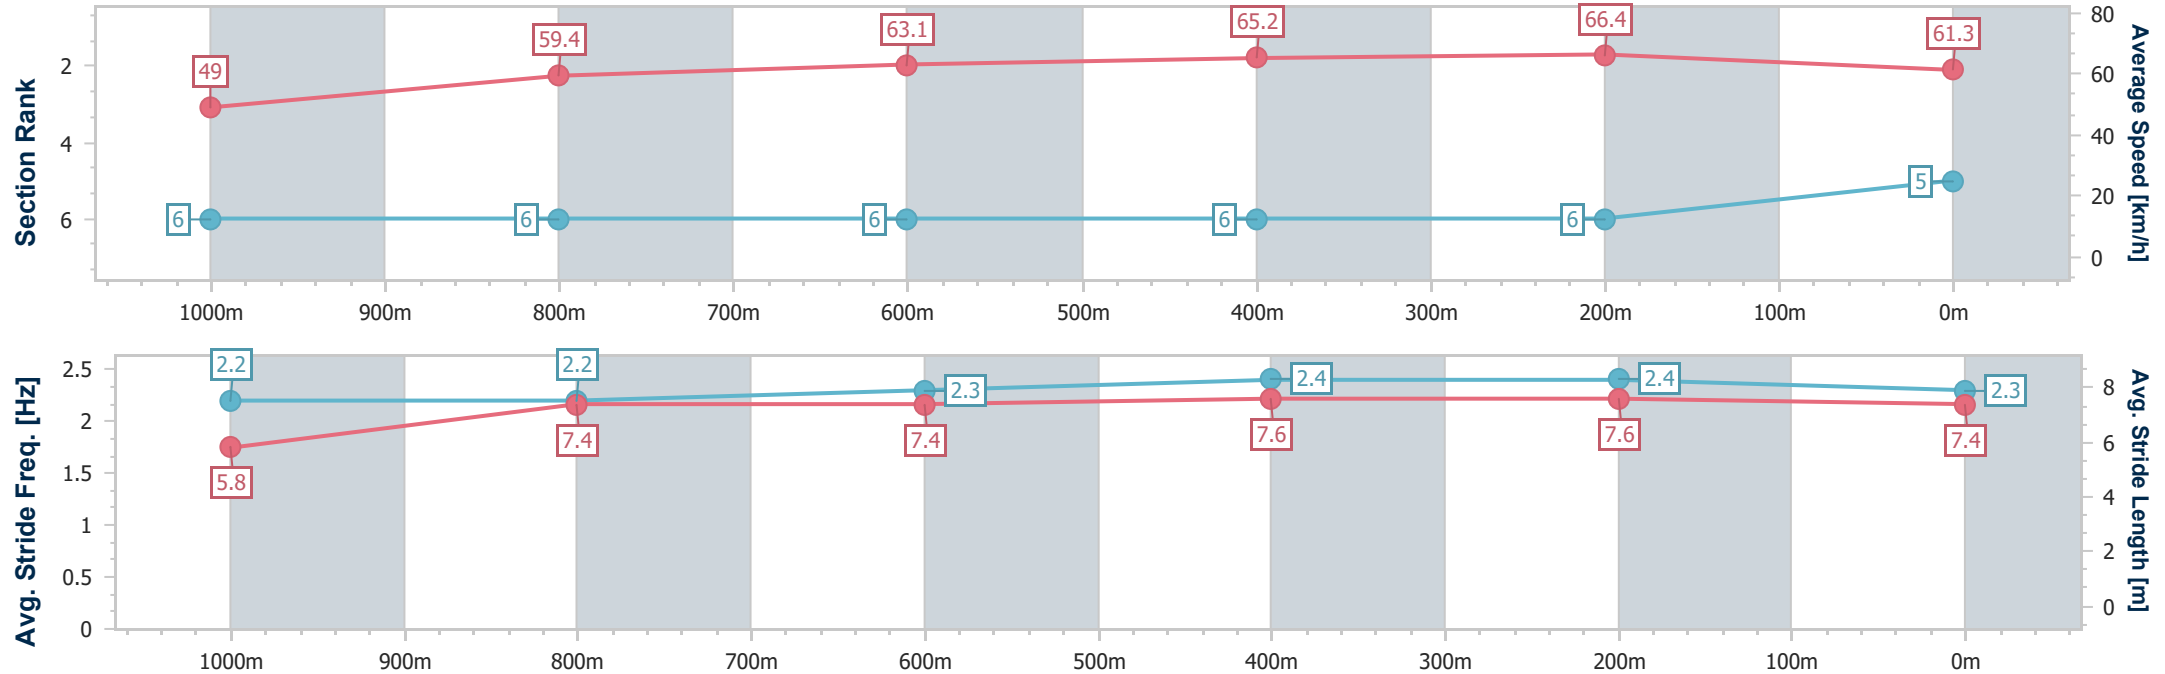 Section Rank
2
4
6
49
59.4
63.1
65.2
66.4
61.3
6
6
6
6
6
5
80
60
40
20
0
Average Speed [km/h]
1000m
900m
800m
700m
600m
500m
400m
300m
200m
100m
0m
Avg. Stride Freq. [Hz]
2.5
2
1.5
1
0.5
0
2.2
2.2
2.3
2.4
2.4
2.3
5.8
7.4
7.4
7.6
7.6
7.4
8
6
4
2
0
Avg. Stride Length [m]
1000m
900m
800m
700m
600m
500m
400m
300m
200m
100m
0m